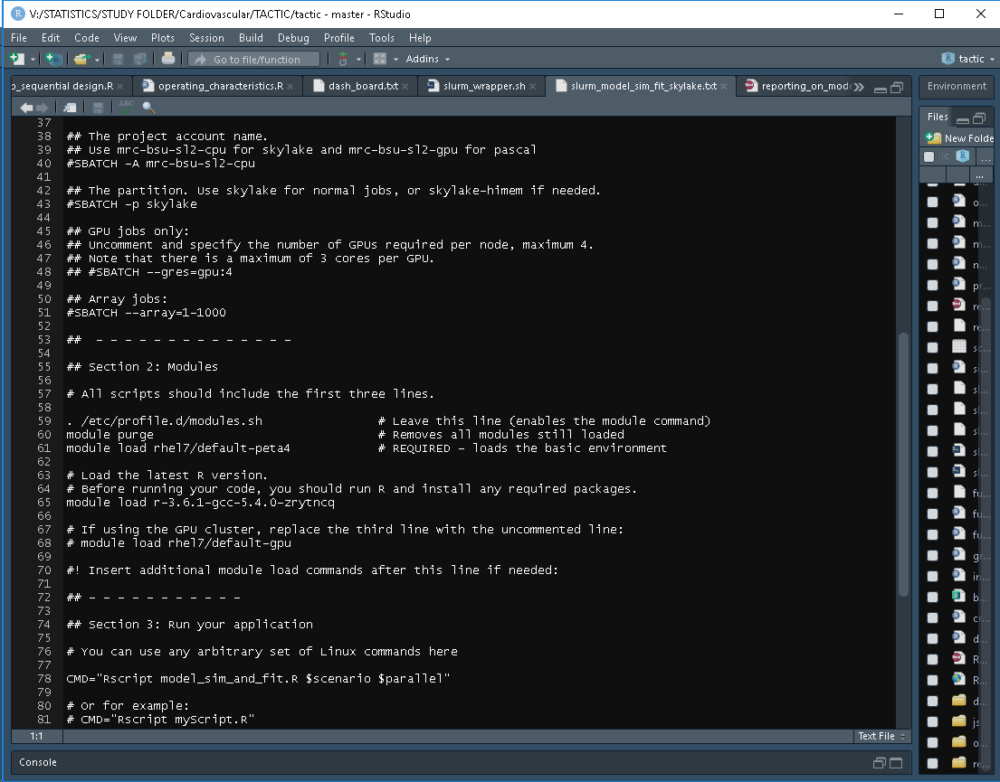 V:/STATISTICS/STUDY FOLDER/Cardiovascular/TACTIC/tactic - master - RStudio
File Edit Code View Plots Session Build Debug Profile Tools Help
Go to file/function Addins tactic
o_sequential design.R operating_characteristics.R dash_board.txt slurm_wrapper.sh slurm_model_sim_fit_skylake.txt reporting_on_mod
Environment
Files
New Folde
ABC
37
38 ## The project account name.
39 ## Use mrc-bsu-sl2-cpu for skylake and mrc-bsu-sl2-gpu for pascal
40 #SBATCH -A mrc-bsu-sl2-cpu
41
42 ## The partition. Use skylake for normal jobs, or skylake-himem if needed.
43 #SBATCH -p skylake
44
45 ## GPU jobs only:
46 ## Uncomment and specify the number of GPUs required per node, maximum 4.
47 ## Note that there is a maximum of 3 cores per GPU.
48 ## #SBATCH --gres=gpu:4
49
50 ## Array jobs:
51 #SBATCH --array=1-1000
52
53 ##  - - - - - - - - - - - - - -
54
55 ## Section 2: Modules
56
57 # All scripts should include the first three lines.
58
59 . /etc/profile.d/modules.sh # Leave this line (enables the module command)
60 module purge # Removes all modules still loaded
61 module load rhel7/default-peta4 # REQUIRED - loads the basic environment
62
63 # Load the latest R version.
64 # Before running your code, you should run R and install any required packages.
65 module load r-3.6.1-gcc-5.4.0-zrytncq
66
67 # If using the GPU cluster, replace the third line with the uncommented line:
68 # module load rhel7/default-gpu
69
70 #! Insert additional module load commands after this line if needed:
71
72 ## - - - - - - - - - - -
73
74 ## Section 3: Run your application
75
76 # You can use any arbitrary set of Linux commands here
77
78 CMD="Rscript model_sim_and_fit.R $scenario $parallel"
79
80 # Or for example:
81 # CMD="Rscript myScript.R"
1:1 Text File
Console